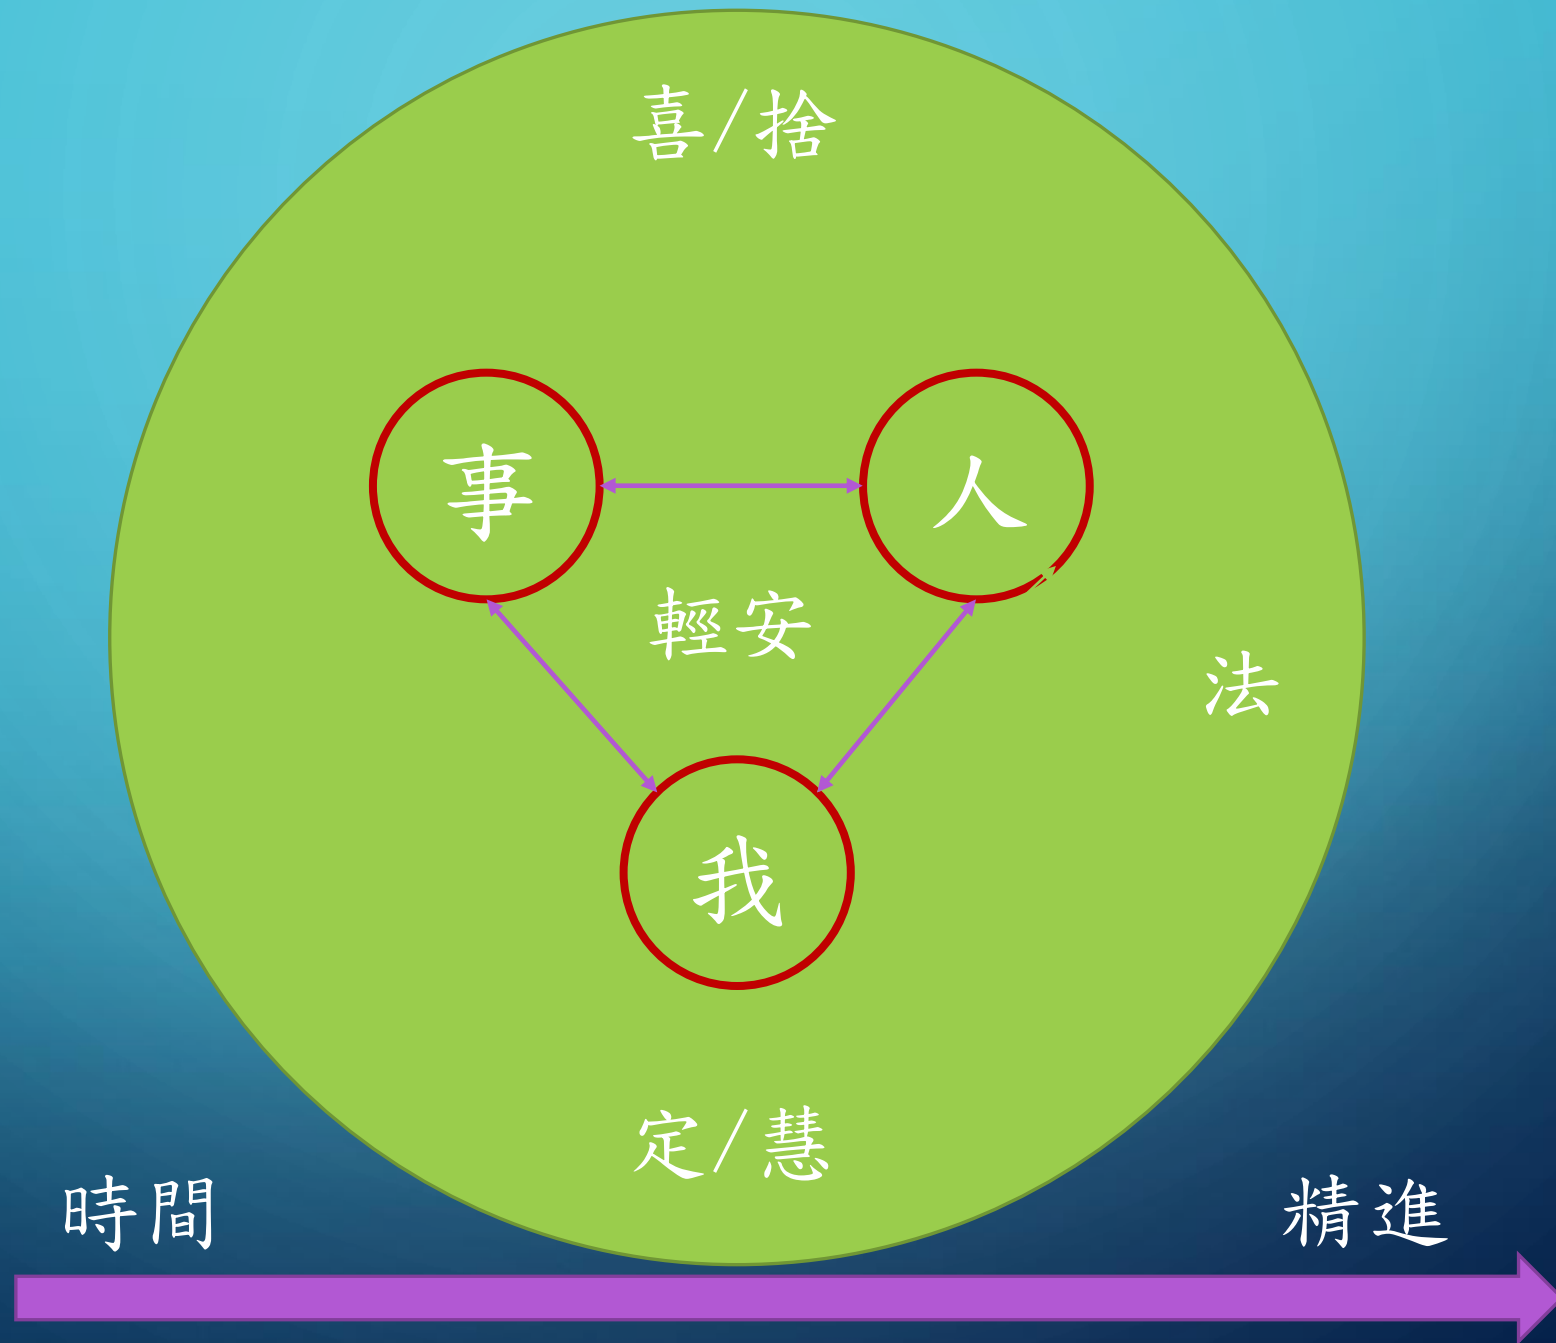 喜/捨
事
人
輕安
法
我
定/慧
時間
精進